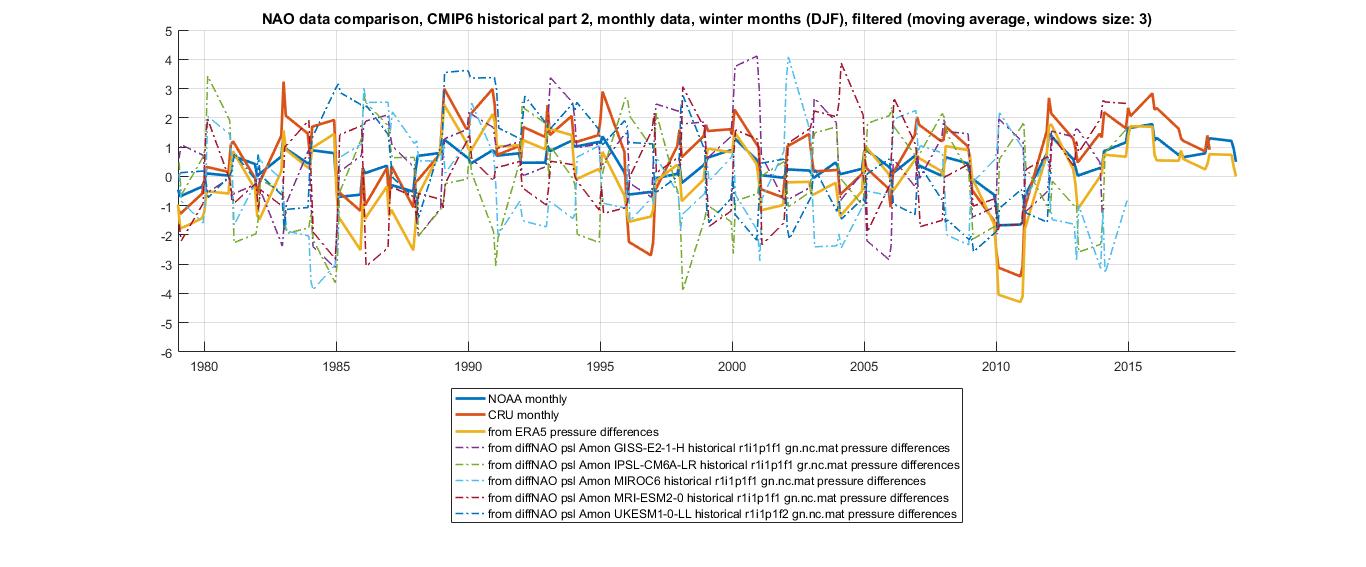 NAO data comparison, CMIP6 historical part 2, monthly data, winter months (DJF), filtered (moving average, windows size: 3)
5
4
3
2
1
0
-1
-2
-3
-4
-5
-6
1980 1985 1990 1995 2000 2005 2010 2015
NOAA monthly
CRU monthly
from ERA5 pressure differences
from diffNAO psl Amon GISS-E2-1-H historical r1i1p1f1 gn.nc.mat pressure differences
from diffNAO psl Amon IPSL-CM6A-LR historical r1i1p1f1 gr.nc.mat pressure differences
from diffNAO psl Amon MIROC6 historical r1i1p1f1 gn.nc.mat pressure differences
from diffNAO psl Amon MRI-ESM2-0 historical r1i1p1f1 gn.nc.mat pressure differences
from diffNAO psl Amon UKESM1-0-LL historical r1i1p1f2 gn.nc.mat pressure differences